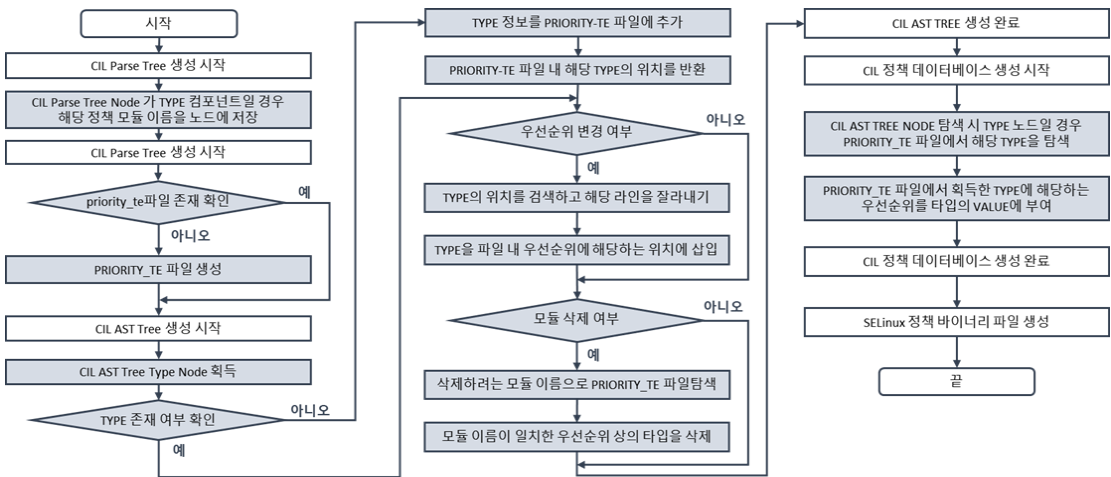 시작
CIL Parse Tree 생성 시작
CIL Parse Tree Node 가 TYPE 컴포넌트일 경우
해당 정책 모듈 이름을 노드에 저장
CIL Parse Tree 생성 시작
priority_te파일 존재 확인
예
아니오
PRIORITY_TE 파일 생성
CIL AST Tree 생성 시작
CIL AST Tree Type Node 획득
TYPE 존재 여부 확인
아니오
예
TYPE 정보를 PRIORITY-TE 파일에 추가
PRIORITY-TE 파일 내 해당 TYPE의 위치를 반환
우선순위 변경 여부
아니오
예
TYPE의 위치를 검색하고 해당 라인을 잘라내기
TYPE을 파일 내 우선순위에 해당하는 위치에 삽입
모듈 삭제 여부
아니오
예
삭제하려는 모듈 이름으로 PRIORITY_TE 파일탐색
모듈 이름이 일치한 우선순위 상의 타입을 삭제
CIL AST TREE 생성 완료
CIL 정책 데이터베이스 생성 시작
CIL AST TREE NODE 탐색 시 TYPE 노드일 경우
PRIORITY_TE 파일에서 해당 TYPE을 탐색
PRIORITY_TE 파일에서 획득한 TYPE에 해당하는
우선순위를 타입의 VALUE에 부여
CIL 정책 데이터베이스 생성 완료
SELinux 정책 바이너리 파일 생성
끝